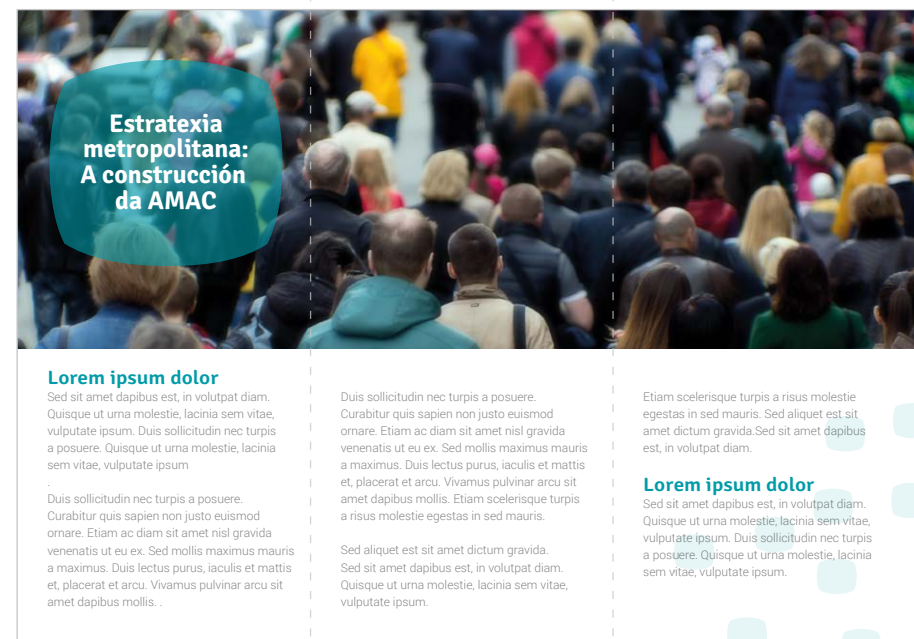 Estratexia
metropolitana:
A construcción
da AMAC
Lorem ipsum dolor
Sed sit amet dapibus est, in volutpat diam.
Quisque ut urna molestie, lacinia sem vitae,
vulputate ipsum. Duis sollicitudin nec turpis
a posuere. Quisque ut urna molestie, lacinia
sem vitae, vulputate ipsum
.
Duis sollicitudin nec turpis a posuere.
Curabitur quis sapien non justo euismod
ornare. Etiam ac diam sit amet nisl gravida
venenatis ut eu ex. Sed mollis maximus mauris
a maximus. Duis lectus purus, iaculis et mattis
et, placerat et arcu. Vivamus pulvinar arcu sit
amet dapibus mollis. .
Duis sollicitudin nec turpis a posuere.
Curabitur quis sapien non justo euismod
ornare. Etiam ac diam sit amet nisl gravida
venenatis ut eu ex. Sed mollis maximus mauris
a maximus. Duis lectus purus, iaculis et mattis
et, placerat et arcu. Vivamus pulvinar arcu sit
amet dapibus mollis. Etiam scelerisque turpis
a risus molestie egestas in sed mauris.
Sed aliquet est sit amet dictum gravida.
Sed sit amet dapibus est, in volutpat diam.
Quisque ut urna molestie, lacinia sem vitae,
vulputate ipsum.
Etiam scelerisque turpis a risus molestie
egestas in sed mauris. Sed aliquet est sit
amet dictum gravida.Sed sit amet dapibus
est, in volutpat diam.
Lorem ipsum dolor
Sed sit amet dapibus est, in volutpat diam.
Quisque ut urna molestie, lacinia sem vitae,
vulputate ipsum. Duis sollicitudin nec turpis
a posuere. Quisque ut urna molestie, lacinia
sem vitae, vulputate ipsum.